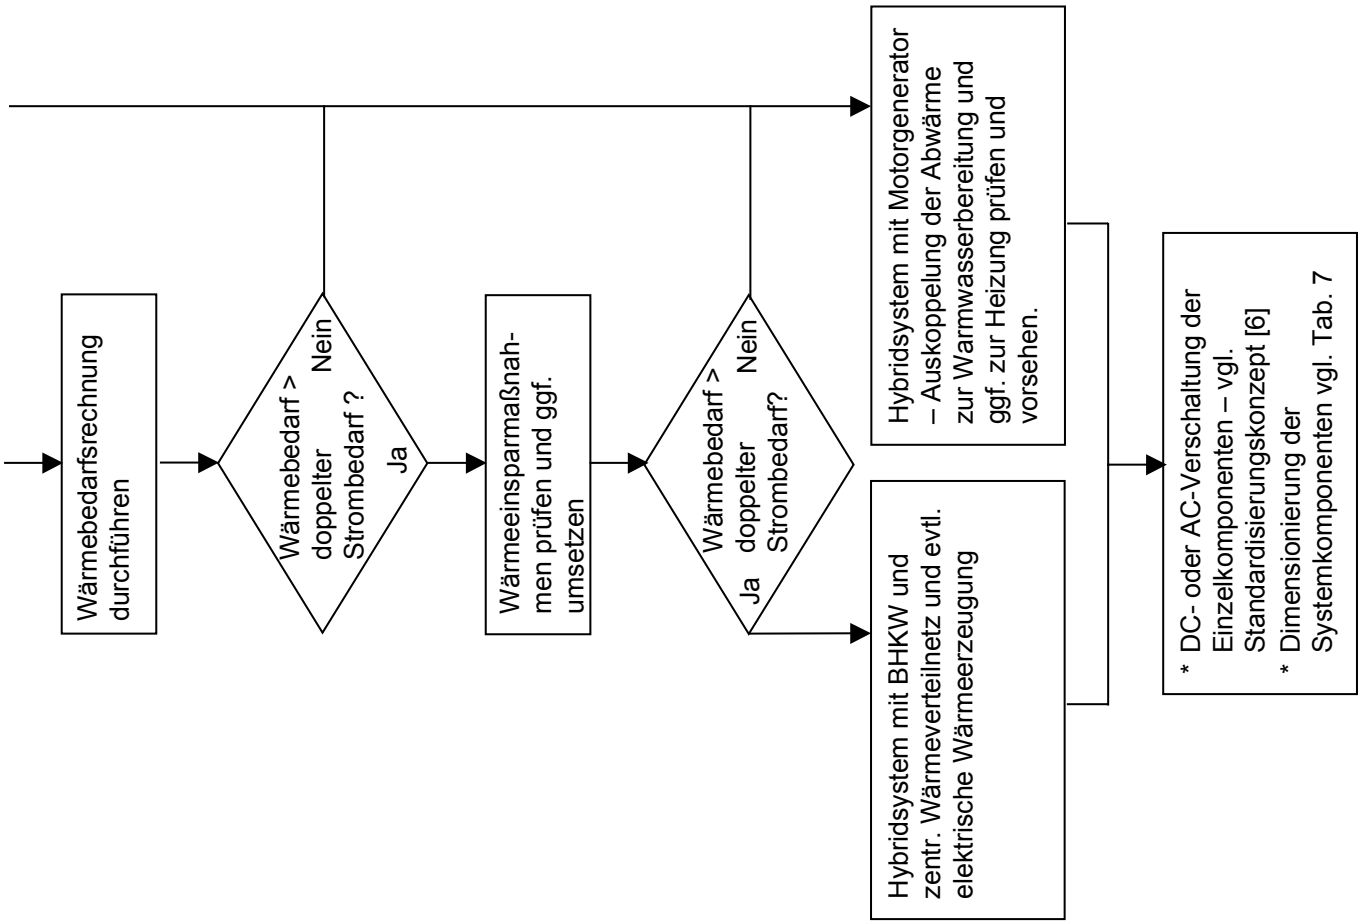 Wärmebedarfsrechnung
durchführen
Wärmebedarf >
doppelter
Strombedarf ?
Nein
Ja
Wärmeeinsparmaßnah-
men prüfen und ggf.
umsetzen
Wärmebedarf >
doppelter
Strombedarf?
Ja
Nein
Hybridsystem mit BHKW und
zentr. Wärmeverteilnetz und evtl.
elektrische Wärmeerzeugung
Hybridsystem mit Motorgenerator
– Auskoppelung der Abwärme
zur Warmwasserbereitung und
ggf. zur Heizung prüfen und
vorsehen.
* DC- oder AC-Verschaltung der
Einzelkomponenten – vgl.
Standardisierungskonzept [6]
* Dimensionierung der
Systemkomponenten vgl. Tab. 7